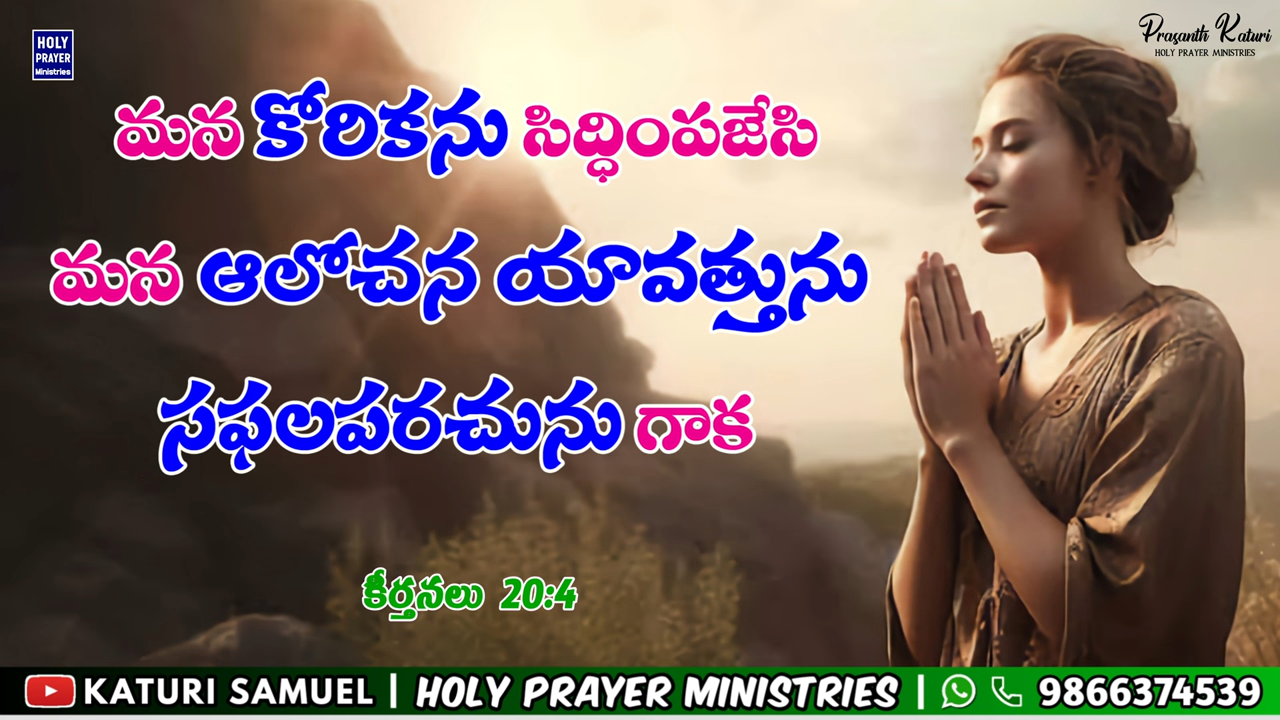 HOLY
PRAYER
Ministries
Prasanth Katuri
HOLY PRAYER MINISTRIES
మన కోరికను సిద్ధింపజేసి
మన ఆలోచన యావత్తును
సఫలపరచును గాక
కీర్తనలు 20:4
KATURI SAMUEL | HOLY PRAYER MINISTRIES | 9866374539